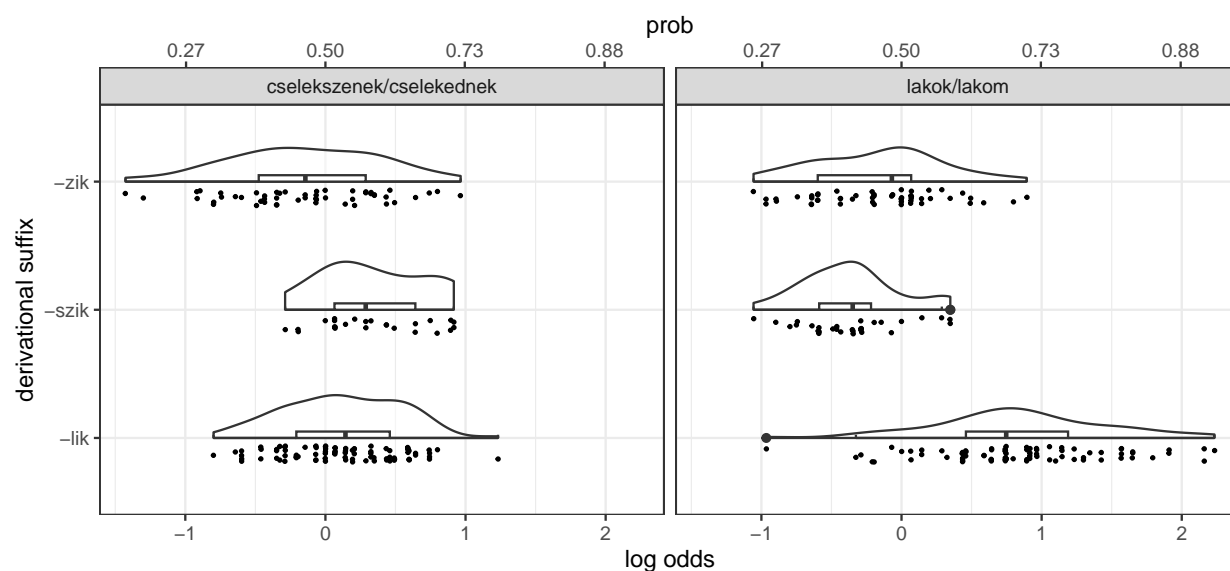 prob
0.27 0.50 0.73 0.88 0.27 0.50 0.73 0.88
cselekszenek/cselekednek lakok/lakom
derivational suffix
−zik
−szik
−lik
−1 0 1 2 −1 0 1 2
log odds